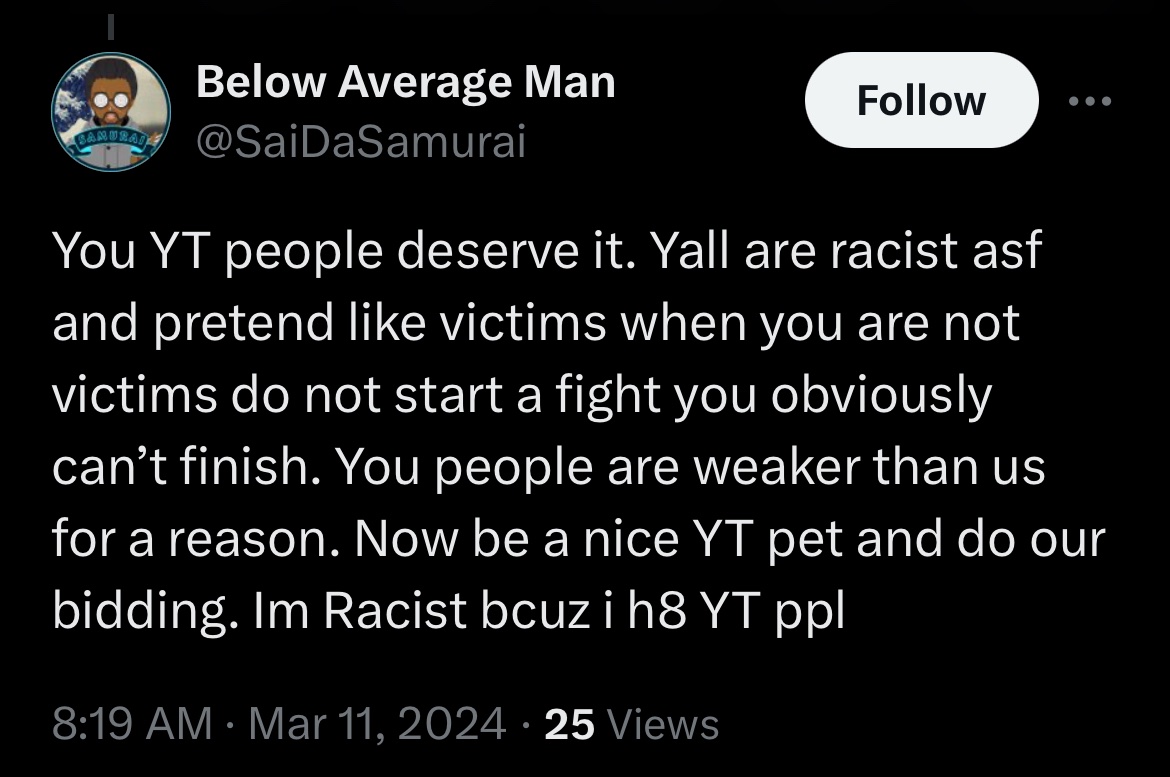 Below Average Man
@SaiDaSamurai
Follow
SAMURAI
You YT people deserve it. Yall are racist asf
and pretend like victims when you are not
victims do not start a fight you obviously
can’t finish. You people are weaker than us
for a reason. Now be a nice YT pet and do our
bidding. Im Racist bcuz i h8 YT ppl
8:19 AM · Mar 11, 2024 · 25 Views